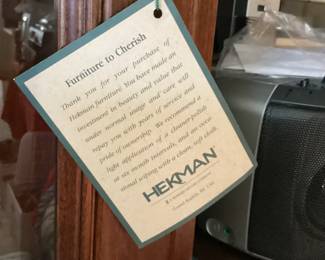 Furniture to Cherish
Thank you for your purchase of
Hekman furniture. You have made an
investment in beauty and value that
under normal usage and care will
repay you with years of service and
pride of ownership. We recommend a
light application of a cleaner-polish
at six month intervals, and an occa-
sional wiping with a clean, soft cloth.
HEKMAN
Grand Rapids, MI